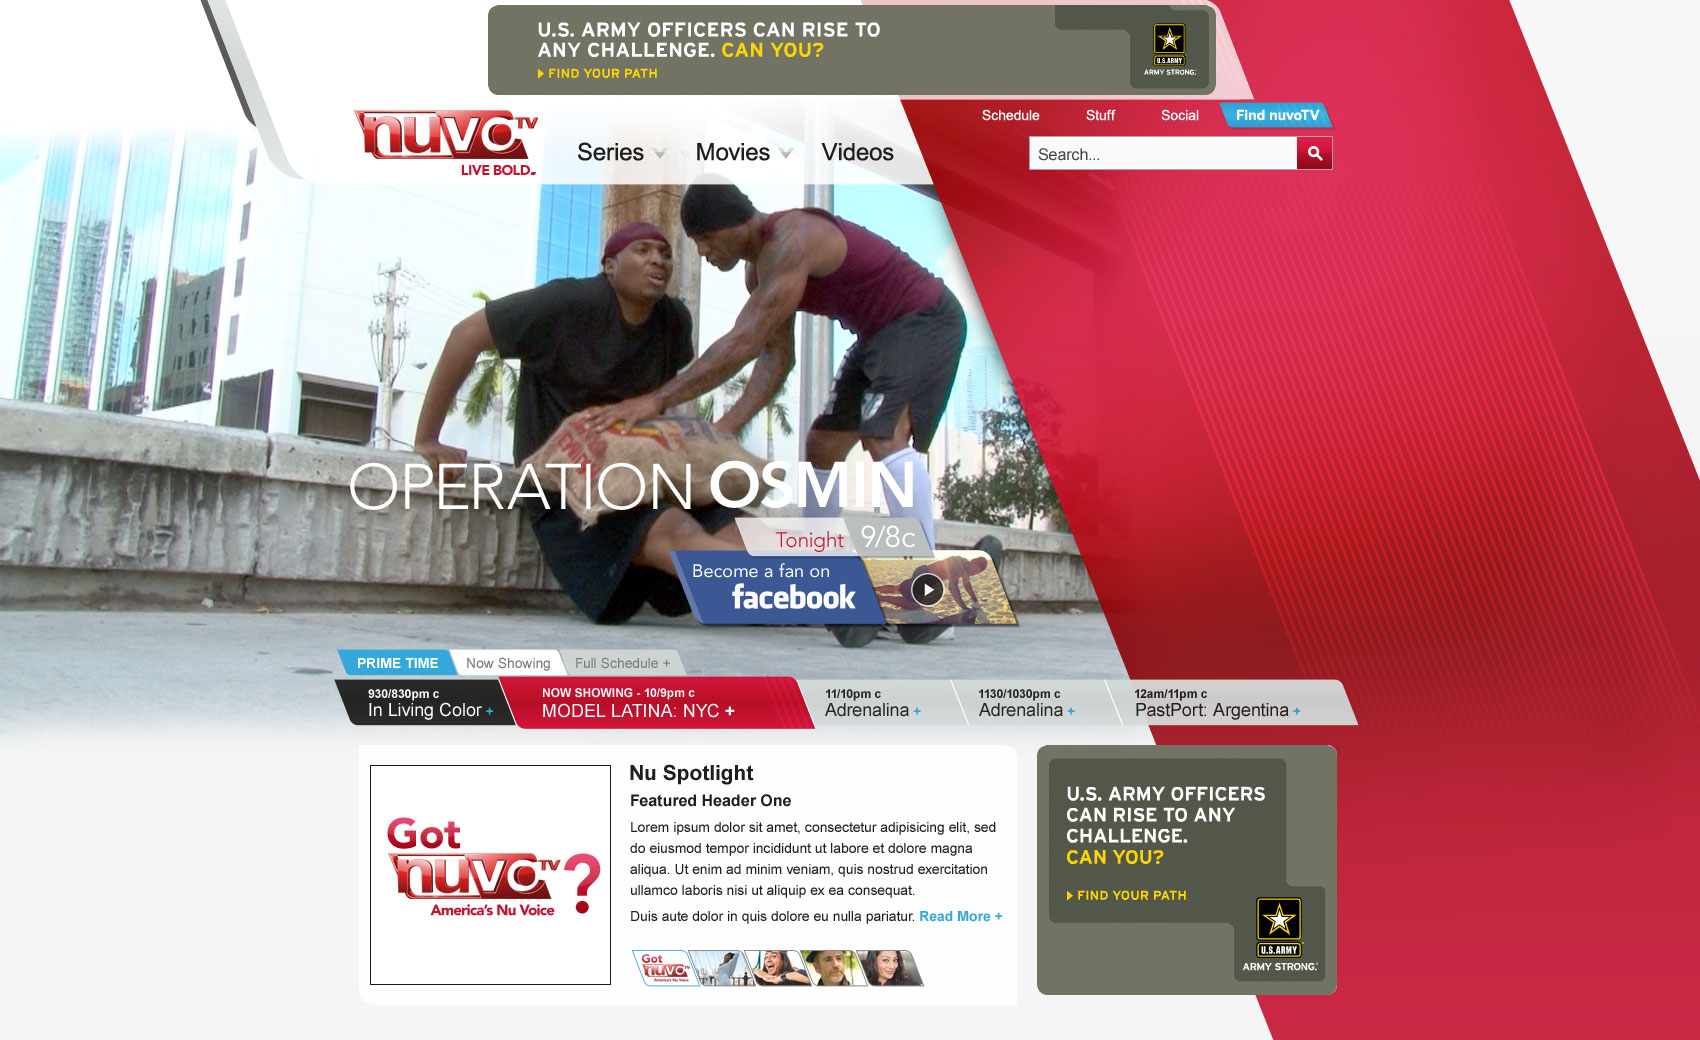 U.S. ARMY OFFICERS CAN RISE TO
ANY CHALLENGE. CAN YOU?
FIND YOUR PATH
U.S.ARMY
ARMY STRONG.
nuvo TV
LIVE BOLD
Series
Movies
Videos
Schedule
Stuff
Social
Find nuvoTV
Search...
OPERATION OSMIN
Tonight 9/8c
Become a fan on
facebook
PRIME TIME
Now Showing
Full Schedule +
930/830pm c
In Living Color +
NOW SHOWING - 10/9pm c
MODEL LATINA: NYC +
11/10pm c
Adrenalina +
1130/1030pm c
Adrenalina +
12am/11pm c
PastPort: Argentina +
Got
nuvo TV ?
America's Nu Voice
Nu Spotlight
Featured Header One
Lorem ipsum dolor sit amet, consectetur adipisicing elit, sed
do eiusmod tempor incididunt ut labore et dolore magna
aliqua. Ut enim ad minim veniam, quis nostrud exercitation
ullamco laboris nisi ut aliquip ex ea consequat.
Duis aute dolor in quis dolore eu nulla pariatur. Read More +
Got
nuvo TV
America's Nu Voice
U.S. ARMY OFFICERS
CAN RISE TO ANY
CHALLENGE.
CAN YOU?
FIND YOUR PATH
U.S.ARMY
ARMY STRONG.